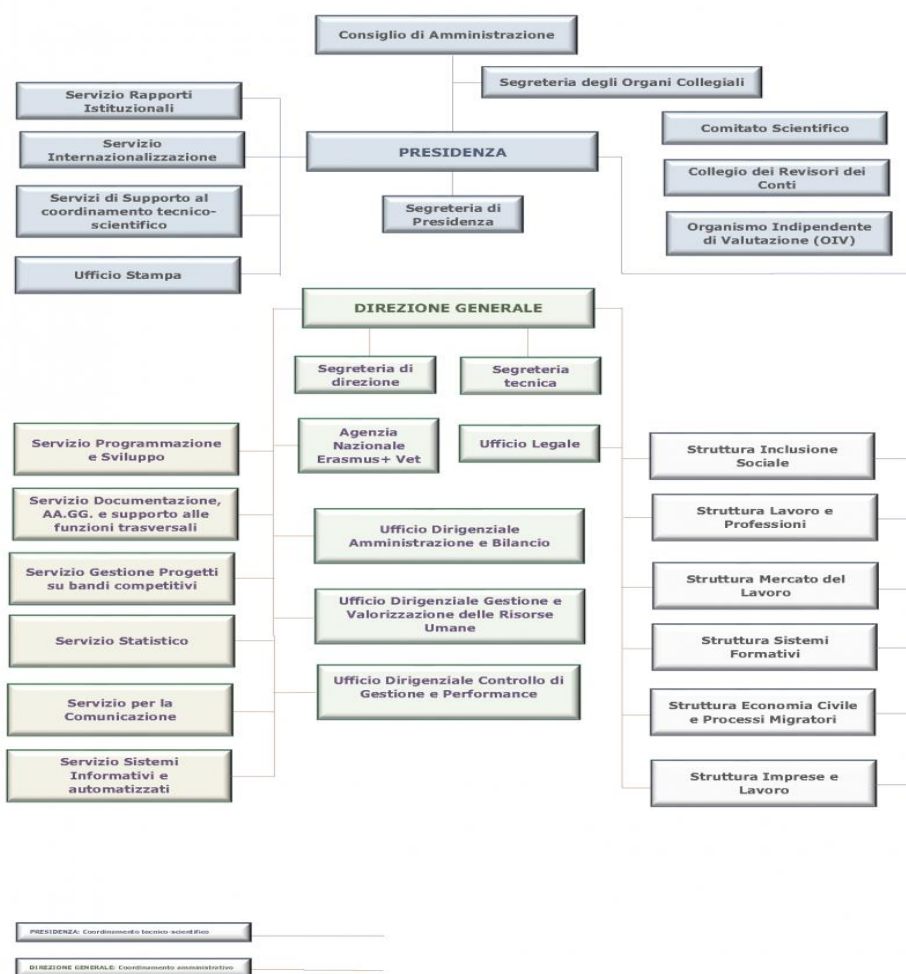 Consiglio di Amministrazione
Segreteria degli Organi Collegiali
Servizio Rapporti
Istituzionali
Servizio
Internazionalizzazione
Servizi di Supporto al
coordinamento tecnico-
scientifico
Ufficio Stampa
PRESIDENZA
Segreteria di
Presidenza
Comitato Scientifico
Collegio dei Revisori dei
Conti
Organismo Indipendente
di Valutazione (OIV)
DIREZIONE GENERALE
Segreteria di
direzione
Segreteria
tecnica
Agenzia
Nazionale
Erasmus+ Vet
Ufficio Legale
Servizio Programmazione
e Sviluppo
Servizio Documentazione,
AA.GG. e supporto alle
funzioni trasversali
Servizio Gestione Progetti
su bandi competitivi
Servizio Statistico
Servizio per la
Comunicazione
Servizio Sistemi
Informativi e
automatizzati
Ufficio Dirigenziale
Amministrazione e Bilancio
Ufficio Dirigenziale Gestione e
Valorizzazione delle Risorse
Umane
Ufficio Dirigenziale Controllo di
Gestione e Performance
Struttura Inclusione
Sociale
Struttura Lavoro e
Professioni
Struttura Mercato del
Lavoro
Struttura Sistemi
Formativi
Struttura Economia Civile
e Processi Migratori
Struttura Imprese e
Lavoro
PRESIDENZA: Coordinamento tecnico-scientifico
DIREZIONE GENERALE: Coordinamento amministrativo